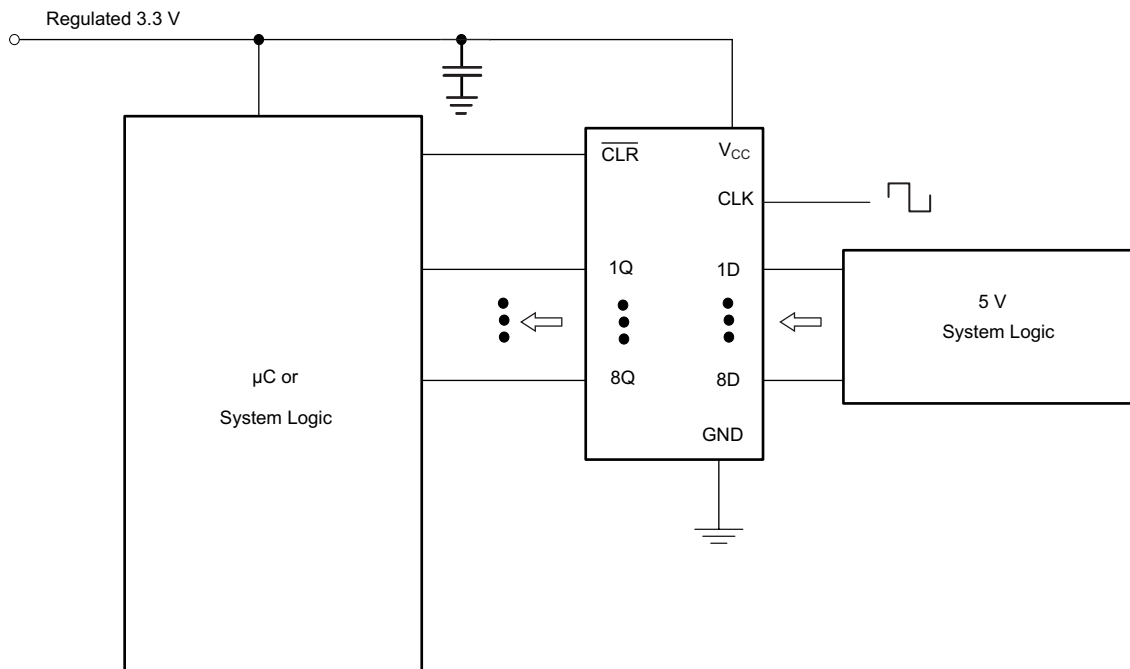 Regulated 3.3 V
CLR
VCC
CLK
1Q
1D
5 V
System Logic
µC or
System Logic
8Q
8D
GND